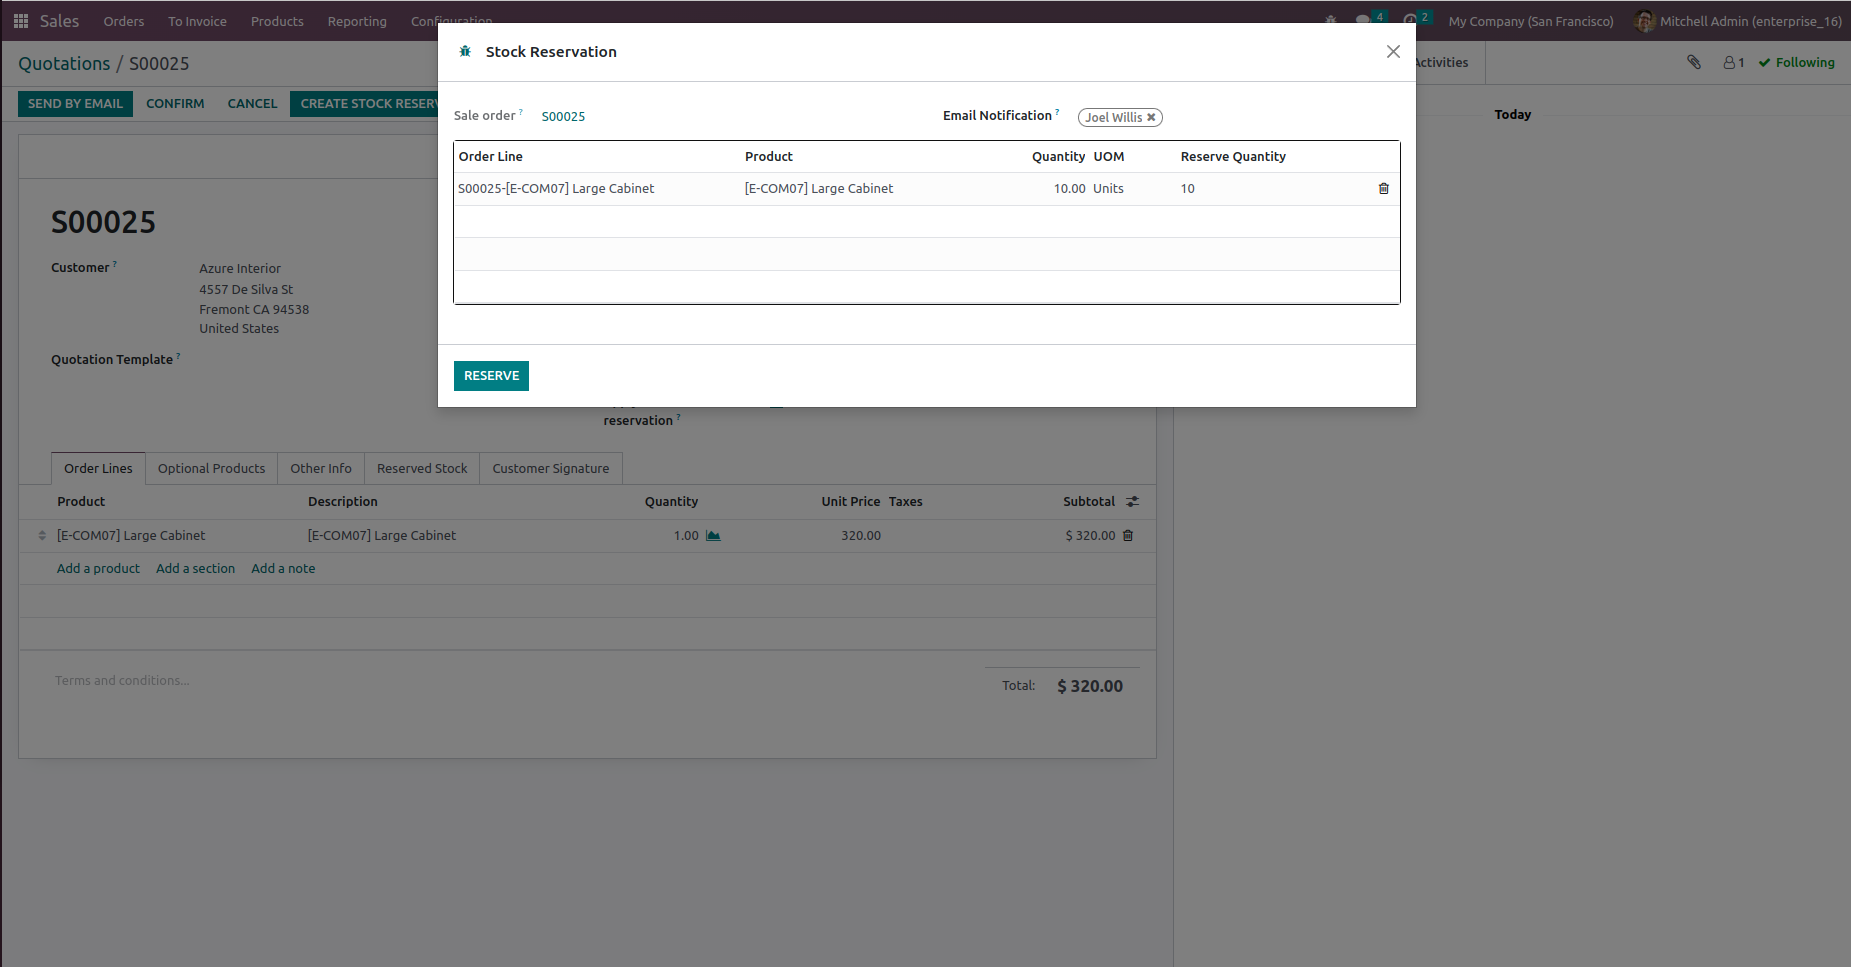 Sales Orders To Invoice Products Reporting Configuration 4 2 My Company (San Francisco) Mitchell Admin (enterprise_16)
Quotations / S00025
Activities 1 Following
SEND BY EMAIL CONFIRM CANCEL CREATE STOCK RESERV
Today
Stock Reservation
Sale order ? S00025 Email Notification ? Joel Willis
Order Line Product Quantity UOM Reserve Quantity
S00025-[E-COM07] Large Cabinet [E-COM07] Large Cabinet 10.00 Units 10
RESERVE
S00025
Customer ? Azure Interior
4557 De Silva St
Fremont CA 94538
United States
Quotation Template ?
reservation ?
Order Lines Optional Products Other Info Reserved Stock Customer Signature
Product Description Quantity Unit Price Taxes Subtotal
[E-COM07] Large Cabinet [E-COM07] Large Cabinet 1.00 320.00 $ 320.00
Add a product Add a section Add a note
Terms and conditions...
Total: $ 320.00